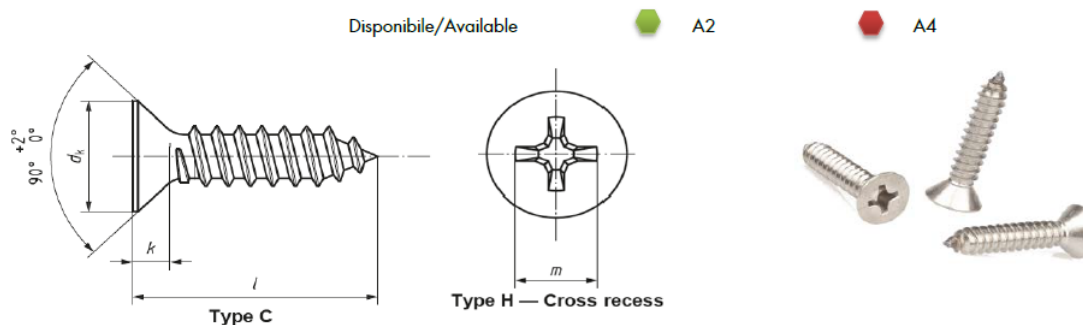 Disponibile/Available A2 A4
90° +2° 0°
dk
k
l
m
Type C
Type H — Cross recess